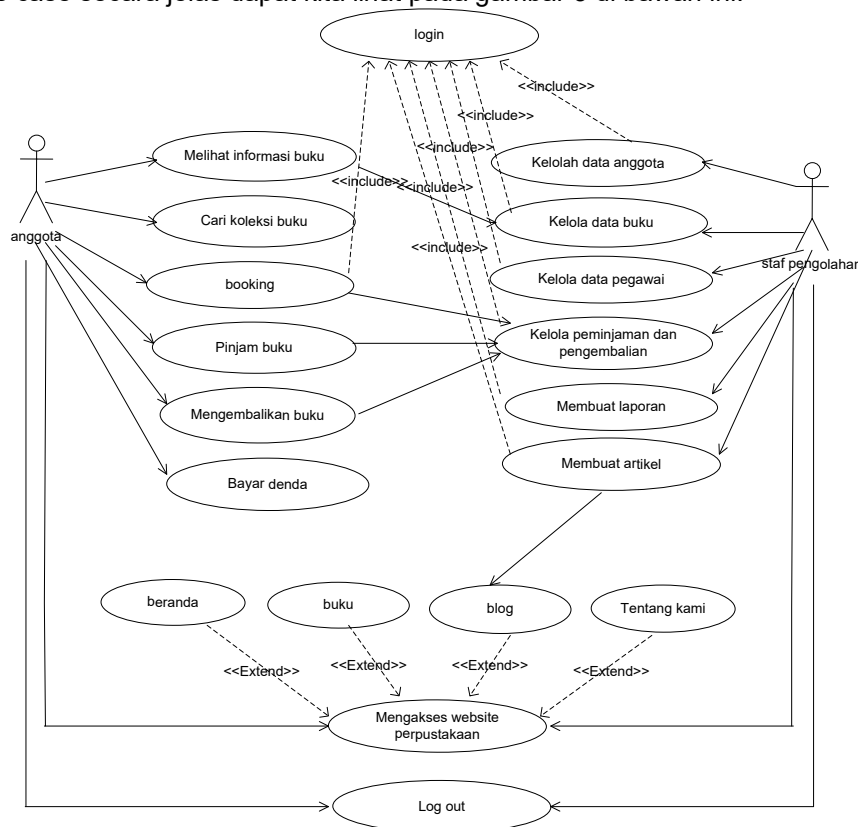 login
<<include>>
<<include>>
Melihat informasi buku
<<include>>
Kelolah data anggota
<<include>>
<<include>>
Cari koleksi buku
Kelola data buku
anggota
<<include>>
staf pengolahan
booking
Kelola data pegawai
Pinjam buku
Kelola peminjaman dan
pengembalian
Mengembalikan buku
Membuat laporan
Bayar denda
Membuat artikel
beranda
buku
blog
Tentang kami
<<Extend>>
<<Extend>>
<<Extend>>
<<Extend>>
Mengakses website
perpustakaan
Log out